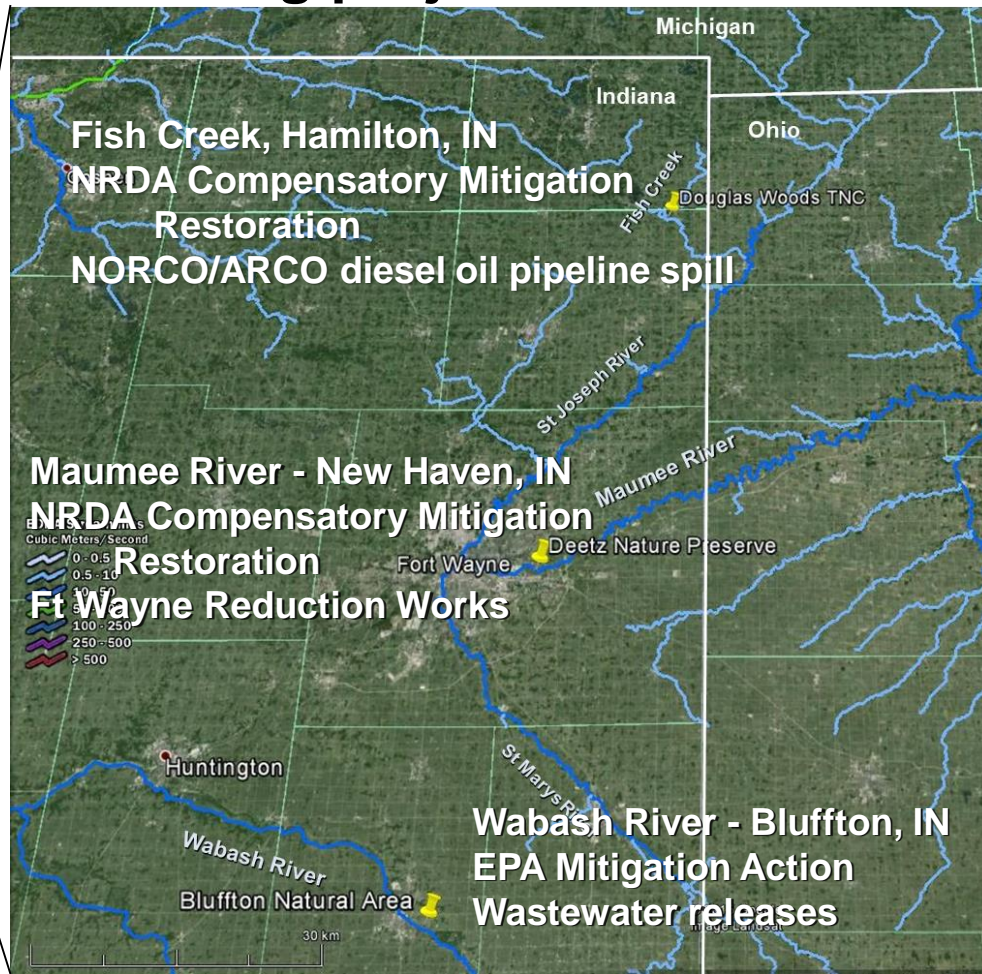 Michigan
Indiana
Ohio
Fish Creek, Hamilton, IN
NRDA Compensatory Mitigation
Restoration
NORCO/ARCO diesel oil pipeline spill
Fish Creek
Douglas Woods TNC
St Joseph River
Maumee River
Maumee River - New Haven, IN
NRDA Compensatory Mitigation
Restoration
Ft Wayne Reduction Works
Cubic Meters/Second
0 - 0.5
0.5 - 10
100 - 250
250 - 500
> 500
Fort Wayne
Deetz Nature Preserve
Huntington
St Marys
Wabash River
Bluffton Natural Area
Wabash River - Bluffton, IN
EPA Mitigation Action
Wastewater releases
Image Landsat
30 km